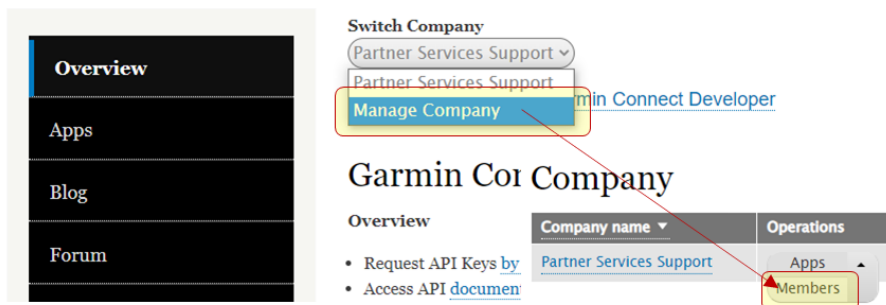 Overview
Apps
Blog
Forum
Switch Company
Partner Services Support
Partner Services Support
Manage Company
min Connect Developer
Garmin Con
Overview
• Request API Keys by
• Access API documen
Company
Company name ▼ Operations
Partner Services Support Apps ▲
Members